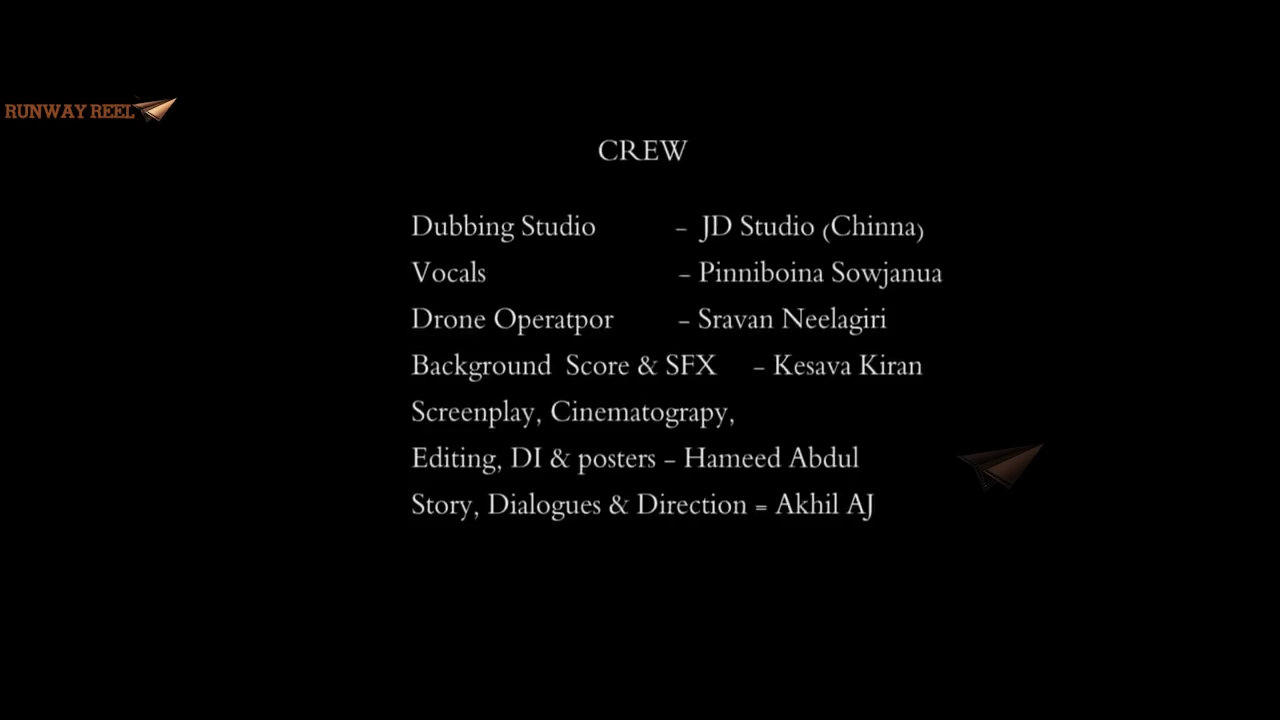 RUNWAY REEL
CREW
Dubbing Studio - JD Studio (Chinna)
Vocals - Pinniboina Sowjanua
Drone Operatpor - Sravan Neelagiri
Background Score & SFX - Kesava Kiran
Screenplay, Cinematograpy,
Editing, DI & posters - Hameed Abdul
Story, Dialogues & Direction = Akhil AJ